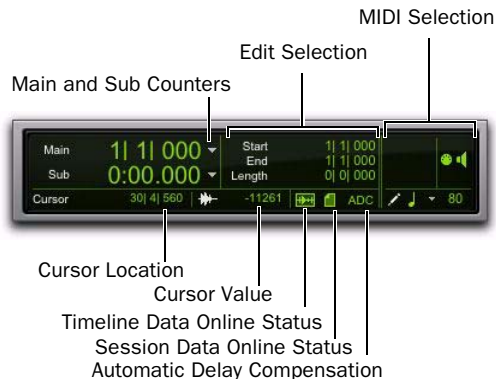 MIDI Selection
Edit Selection
Main and Sub Counters
Main 1| 1| 000 Start 1| 1| 000
End 1| 1| 000
Sub 0:00.000 Length 0| 0| 000
Cursor 30| 4| 560 -11261 ADC 80
Cursor Location
Cursor Value
Timeline Data Online Status
Session Data Online Status
Automatic Delay Compensation